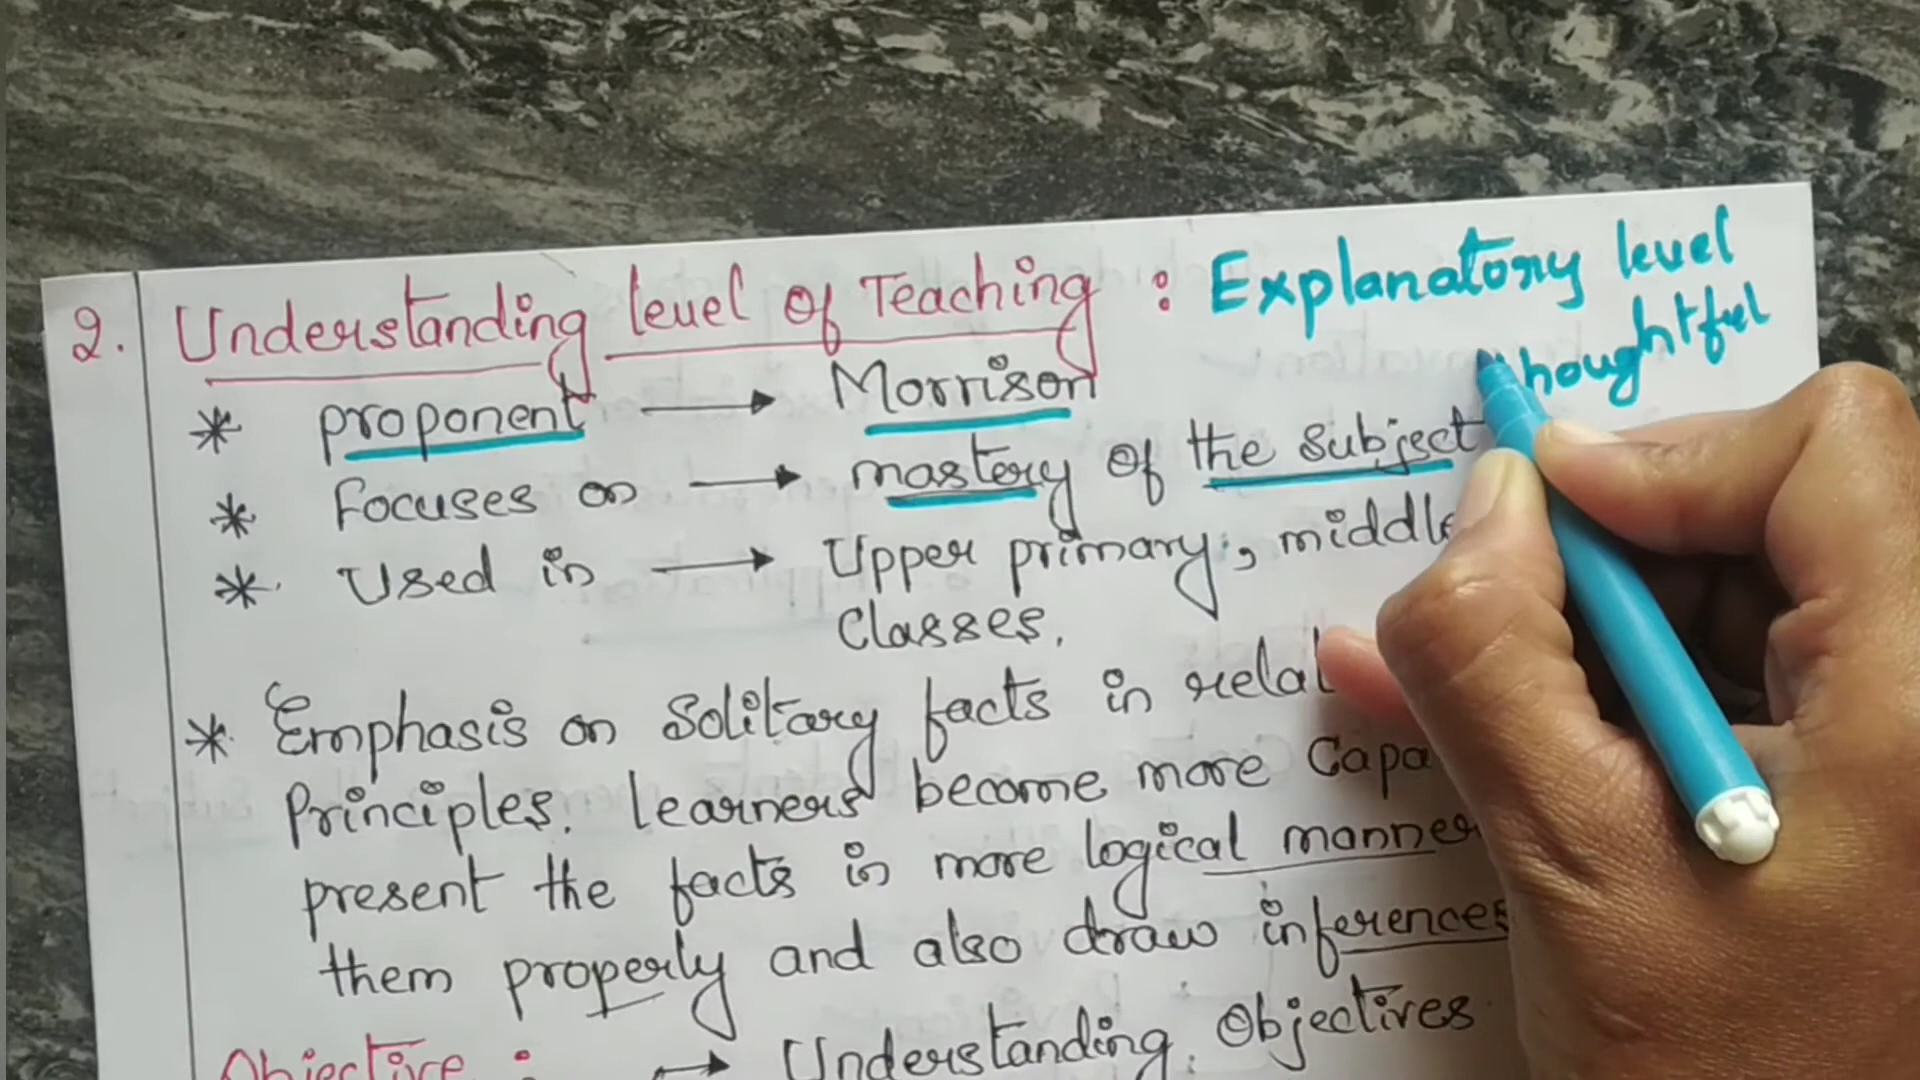 2. Understanding level of Teaching : Explanatory level
thoughtful
* proponent → Morrison
* Focuses on → mastery of the subject
* Used in → Upper primary, middle
Classes.
* Emphasis on Solitary facts in relat
Principles. Learners become more Capa
present the facts in more logical manner
them properly and also draw inferences
Objective : → Understanding Objectives